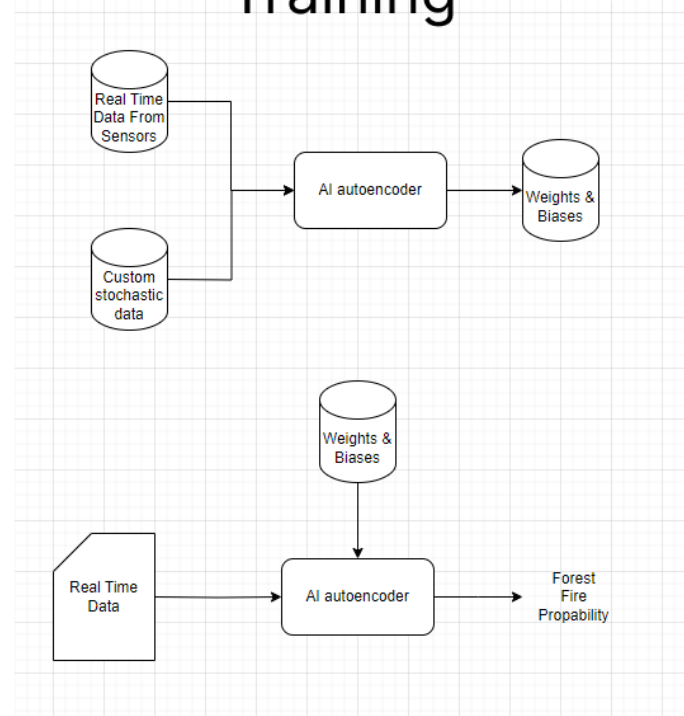 Training
Real Time
Data From
Sensors
AI autoencoder
Weights &
Biases
Custom
stochastic
data
Weights &
Biases
Real Time
Data
AI autoencoder
Forest
Fire
Propability